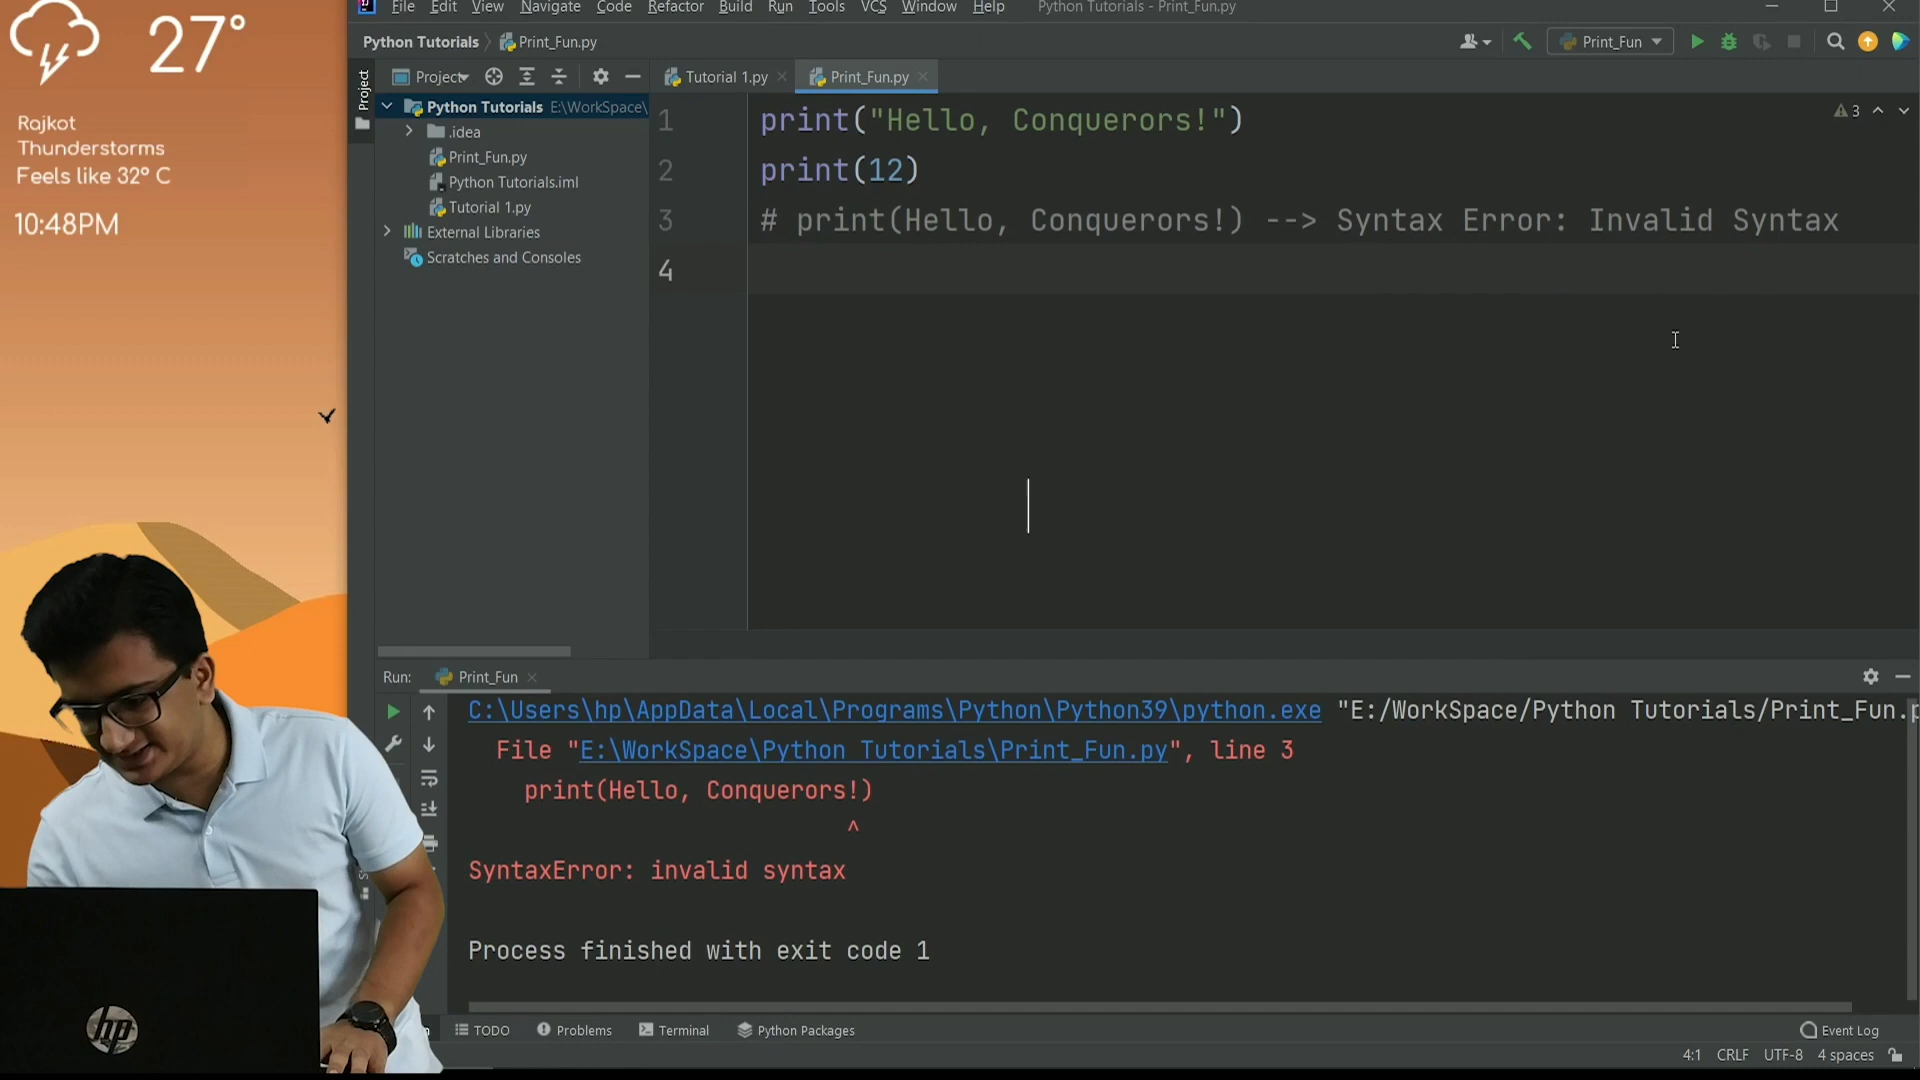 27°
Rajkot
Thunderstorms
Feels like 32° C
10:48PM
File Edit View Navigate Code Refactor Build Run Tools VCS Window Help Python Tutorials - Print_Fun.py
Python Tutorials Print_Fun.py
Print_Fun
Project
Project
Tutorial 1.py
Print_Fun.py
Python Tutorials E:\WorkSpace\
.idea
Print_Fun.py
Python Tutorials.iml
Tutorial 1.py
External Libraries
Scratches and Consoles
1 print("Hello, Conquerors!")
2 print(12)
3 # print(Hello, Conquerors!) --> Syntax Error: Invalid Syntax
4
3
Run: Print_Fun
C:\Users\hp\AppData\Local\Programs\Python\Python39\python.exe "E:/WorkSpace/Python Tutorials/Print_Fun.p
File "E:\WorkSpace\Python Tutorials\Print_Fun.py", line 3
print(Hello, Conquerors!)
^
SyntaxError: invalid syntax
Process finished with exit code 1
hp
TODO Problems Terminal Python Packages Event Log
4:1 CRLF UTF-8 4 spaces